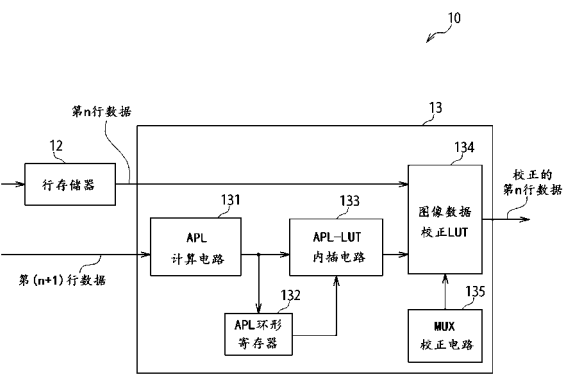 10
第n行数据
13
12
行存储器
134
图像数据
校正LUT
校正的
第n行数据
131
APL
计算电路
133
APL-LUT
内插电路
第(n+1)行数据
132
APL环形
寄存器
135
MUX
校正电路